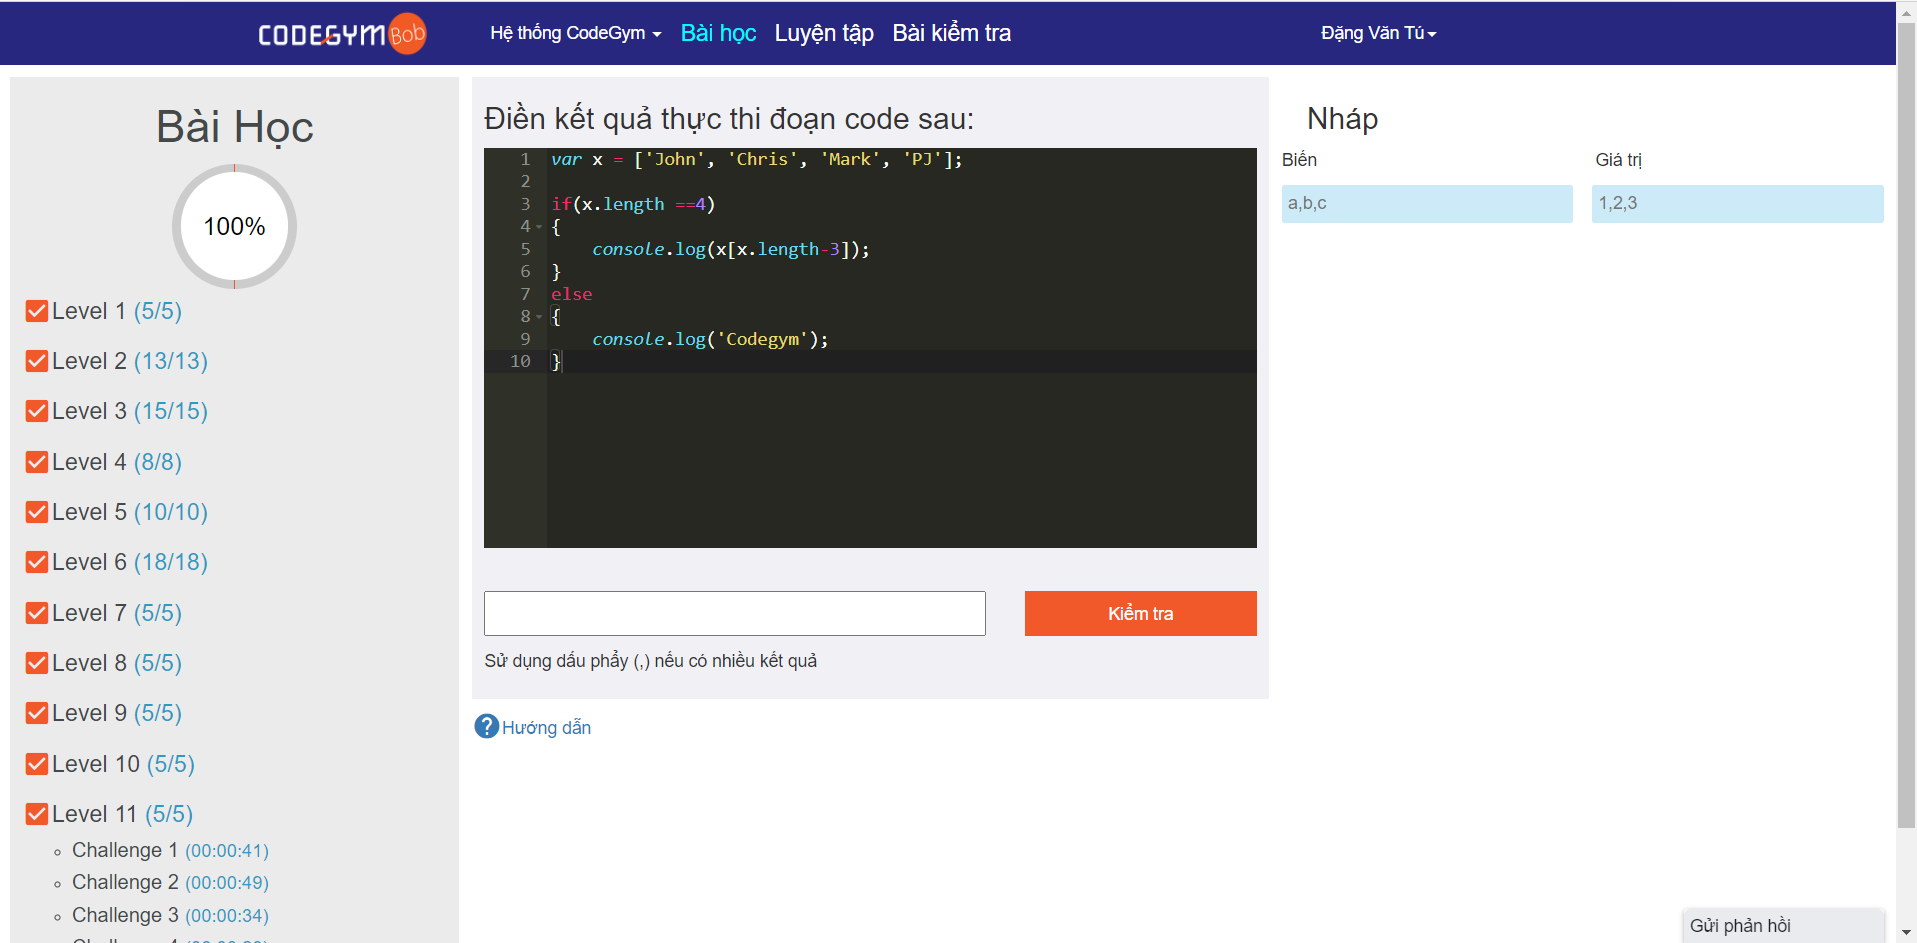 CODEGYM Bob
Hệ thống CodeGym Bài học Luyện tập Bài kiểm tra
Đặng Văn Tú
Bài Học
100%
Level 1 (5/5)
Level 2 (13/13)
Level 3 (15/15)
Level 4 (8/8)
Level 5 (10/10)
Level 6 (18/18)
Level 7 (5/5)
Level 8 (5/5)
Level 9 (5/5)
Level 10 (5/5)
Level 11 (5/5)
Challenge 1 (00:00:41)
Challenge 2 (00:00:49)
Challenge 3 (00:00:34)
Điền kết quả thực thi đoạn code sau:
1 var x = ['John', 'Chris', 'Mark', 'PJ'];
2
3 if(x.length ==4)
4 {
5 console.log(x[x.length-3]);
6 }
7 else
8 {
9 console.log('Codegym');
10 }
Kiểm tra
Sử dụng dấu phẩy (,) nếu có nhiều kết quả
? Hướng dẫn
Nháp
Biến Giá trị
a,b,c 1,2,3
Gửi phản hồi